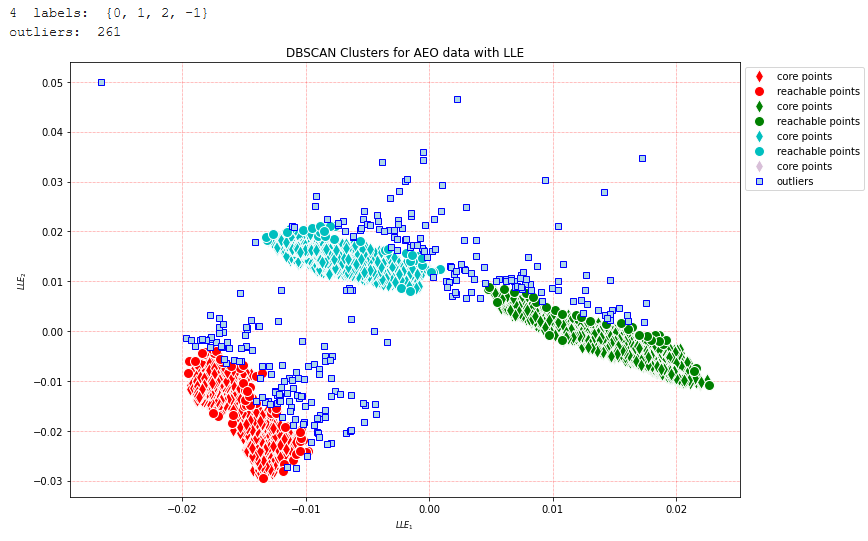 4  labels:  {0, 1, 2, -1}
outliers:  261
DBSCAN Clusters for AEO data with LLE
core points
reachable points
core points
reachable points
core points
reachable points
core points
outliers
0.05
0.04
0.03
0.02
0.01
0.00
−0.01
−0.02
−0.03
LLE₂
−0.02 −0.01 0.00 0.01 0.02
LLE₁